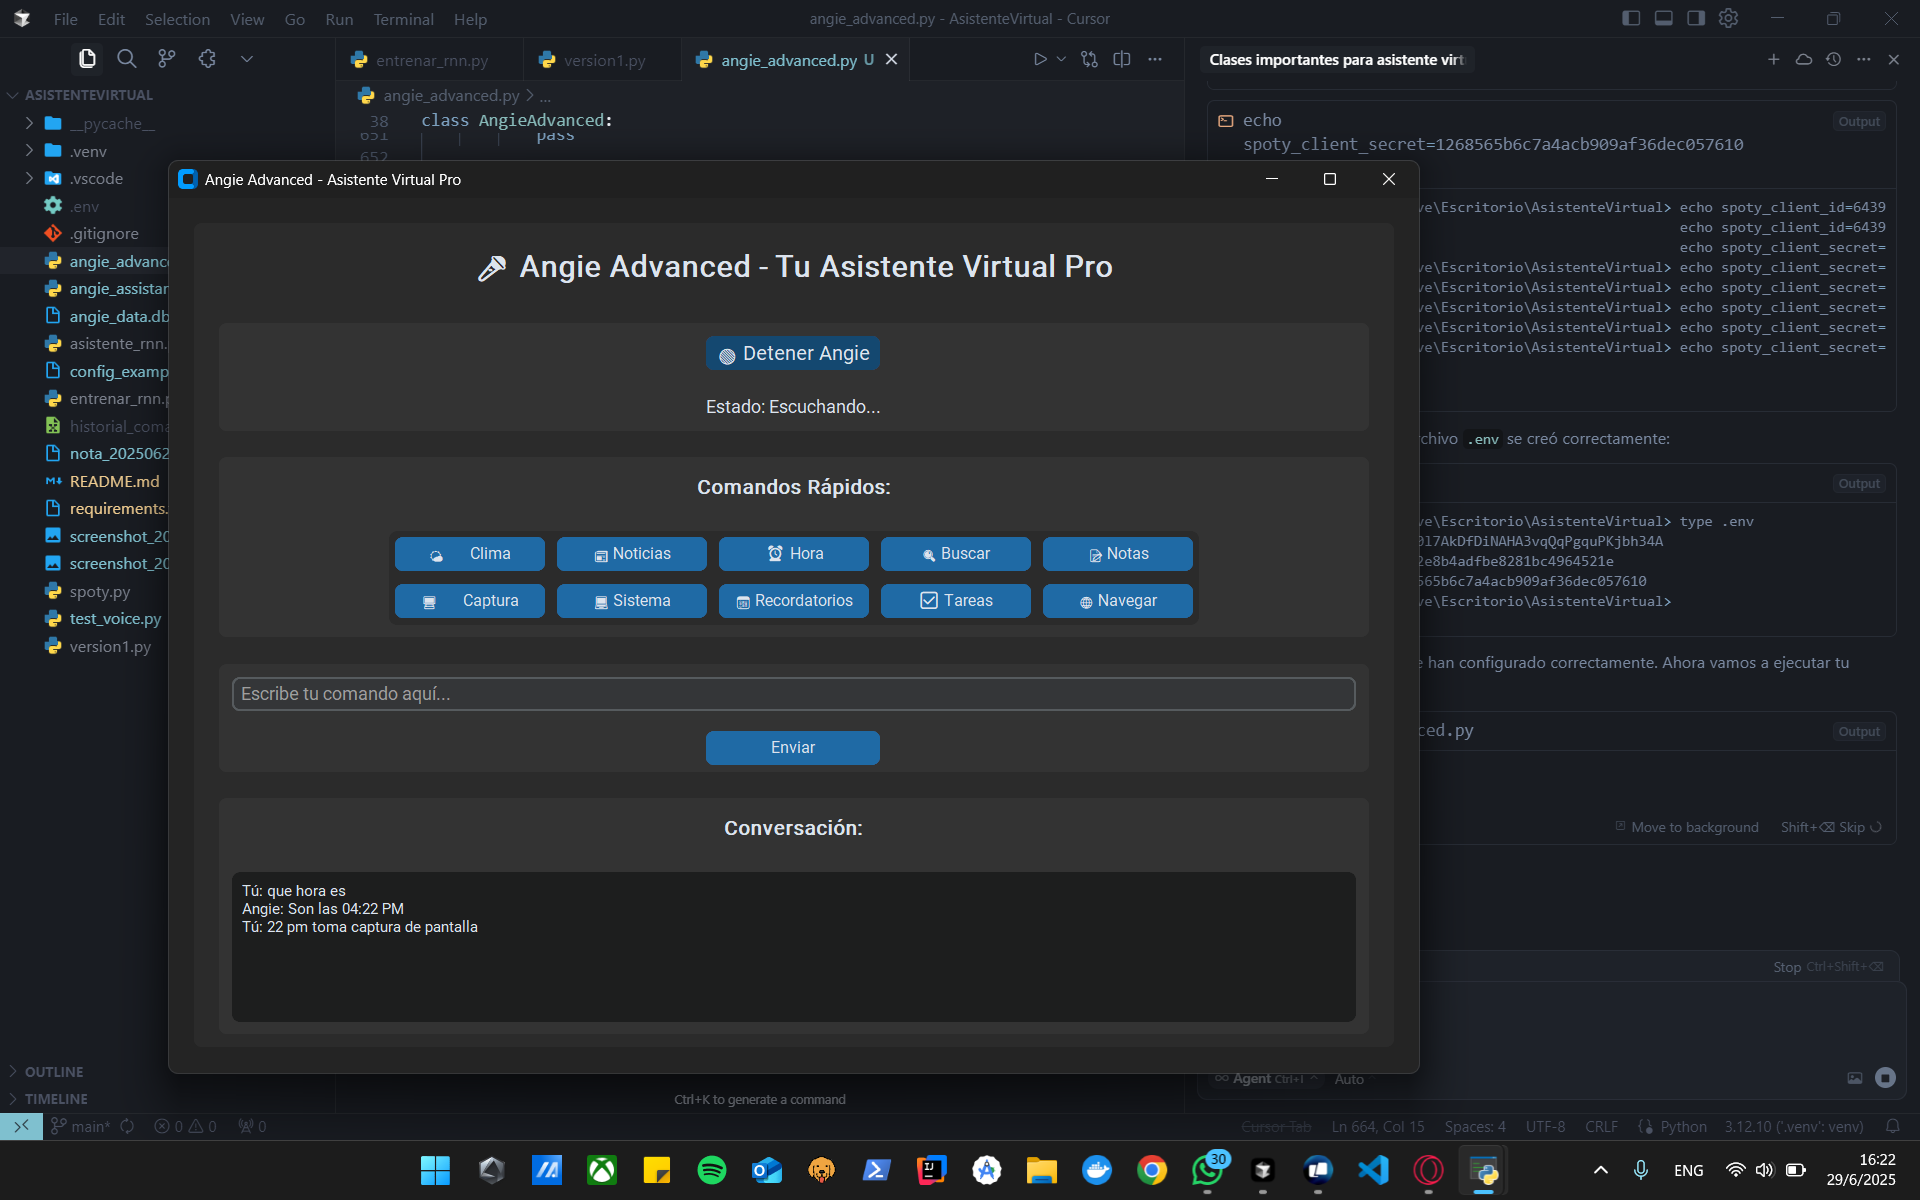 File Edit Selection View Go Run Terminal Help
angie_advanced.py - AsistenteVirtual - Cursor
entrenar_rnn.py
version1.py
angie_advanced.py U
Clases importantes para asistente virt
ASISTENTEVIRTUAL
__pycache__
.venv
.vscode
.env
.gitignore
angie_advanc
angie_assistan
angie_data.db
asistente_rnn.
config_examp
entrenar_rnn.p
historial_coma
nota_2025062
README.md
requirements.
screenshot_20
screenshot_20
spoty.py
test_voice.py
version1.py
OUTLINE
TIMELINE
angie_advanced.py > ...
38 class AngieAdvanced:
651 pass
652
Angie Advanced - Asistente Virtual Pro
Angie Advanced - Tu Asistente Virtual Pro
Detener Angie
Estado: Escuchando...
Comandos Rápidos:
Clima Noticias Hora Buscar Notas
Captura Sistema Recordatorios Tareas Navegar
Escribe tu comando aquí...
Enviar
Conversación:
Tú: que hora es
Angie: Son las 04:22 PM
Tú: 22 pm toma captura de pantalla
Ctrl+K to generate a command
echo
Output
spoty_client_secret=1268565b6c7a4acb909af36dec057610
ve\Escritorio\AsistenteVirtual> echo spoty_client_id=6439
echo spoty_client_id=6439
echo spoty_client_secret=
ve\Escritorio\AsistenteVirtual> echo spoty_client_secret=
ve\Escritorio\AsistenteVirtual> echo spoty_client_secret=
ve\Escritorio\AsistenteVirtual> echo spoty_client_secret=
ve\Escritorio\AsistenteVirtual> echo spoty_client_secret=
ve\Escritorio\AsistenteVirtual> echo spoty_client_secret=
chivo .env se creó correctamente:
Output
ve\Escritorio\AsistenteVirtual> type .env
0l7AkDfDiNAHA3vqQqPgquPKjbh34A
2e8b4adfbe8281bc4964521e
565b6c7a4acb909af36dec057610
ve\Escritorio\AsistenteVirtual>
e han configurado correctamente. Ahora vamos a ejecutar tu
ced.py
Output
Move to background Shift+⌫ Skip
Stop Ctrl+Shift+⌫
Agent Ctrl+I Auto
main* 0 0 0
Cursor Tab Ln 664, Col 15 Spaces: 4 UTF-8 CRLF Python 3.12.10 ('.venv': venv)
30
ENG
16:22
29/6/2025